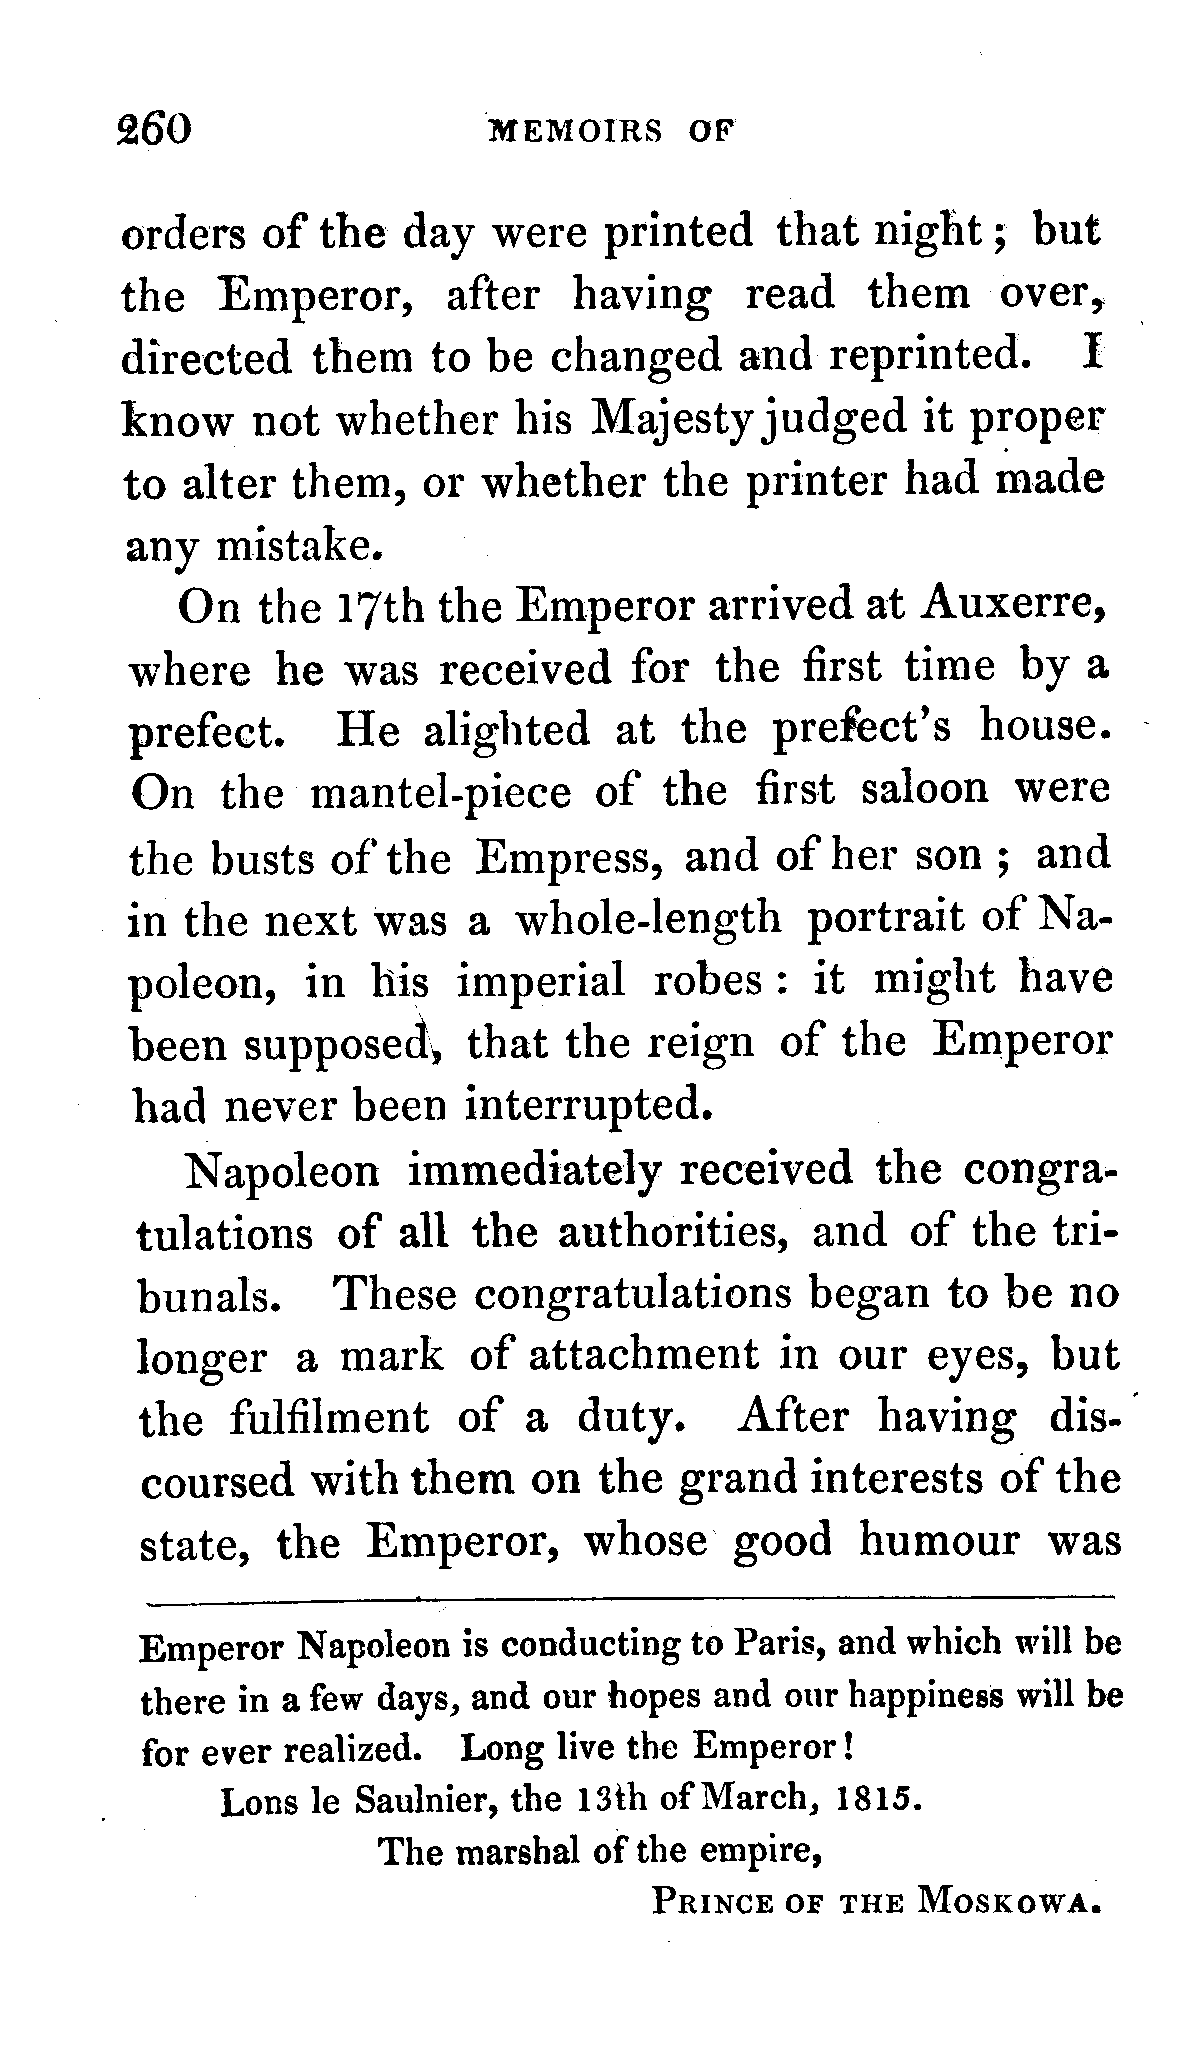 260 MEMOIRS OF
orders of the day were printed that night; but
the Emperor, after having read them over,
directed them to be changed and reprinted. I
know not whether his Majesty judged it proper
to alter them, or whether the printer had made
any mistake.
On the 17th the Emperor arrived at Auxerre,
where he was received for the first time by a
prefect. He alighted at the prefect's house.
On the mantel-piece of the first saloon were
the busts of the Empress, and of her son; and
in the next was a whole-length portrait of Na-
poleon, in his imperial robes: it might have
been supposed, that the reign of the Emperor
had never been interrupted.
Napoleon immediately received the congra-
tulations of all the authorities, and of the tri-
bunals. These congratulations began to be no
longer a mark of attachment in our eyes, but
the fulfilment of a duty. After having dis-
coursed with them on the grand interests of the
state, the Emperor, whose good humour was
Emperor Napoleon is conducting to Paris, and which will be
there in a few days, and our hopes and our happiness will be
for ever realized. Long live the Emperor!
Lons le Saulnier, the 13th of March, 1815.
The marshal of the empire,
PRINCE OF THE MOSKOWA.